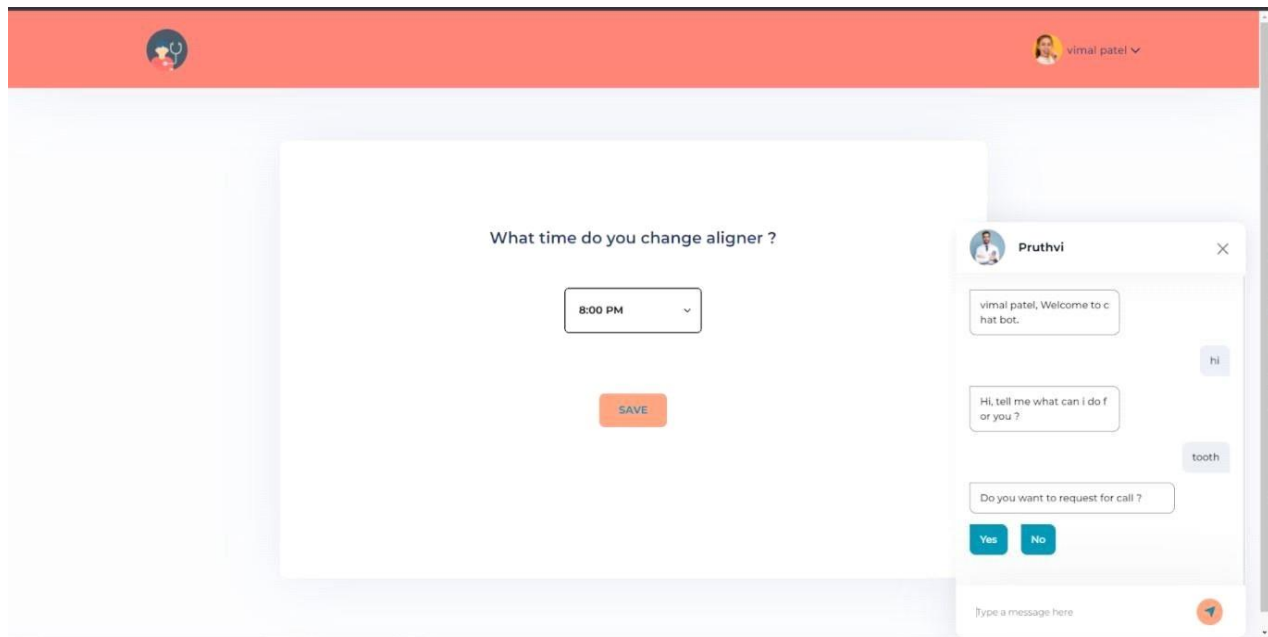 vimal patel
What time do you change aligner ?
8:00 PM
SAVE
Pruthvi
vimal patel, Welcome to c
hat bot.
hi
Hi, tell me what can i do f
or you ?
tooth
Do you want to request for call ?
Yes No
Type a message here